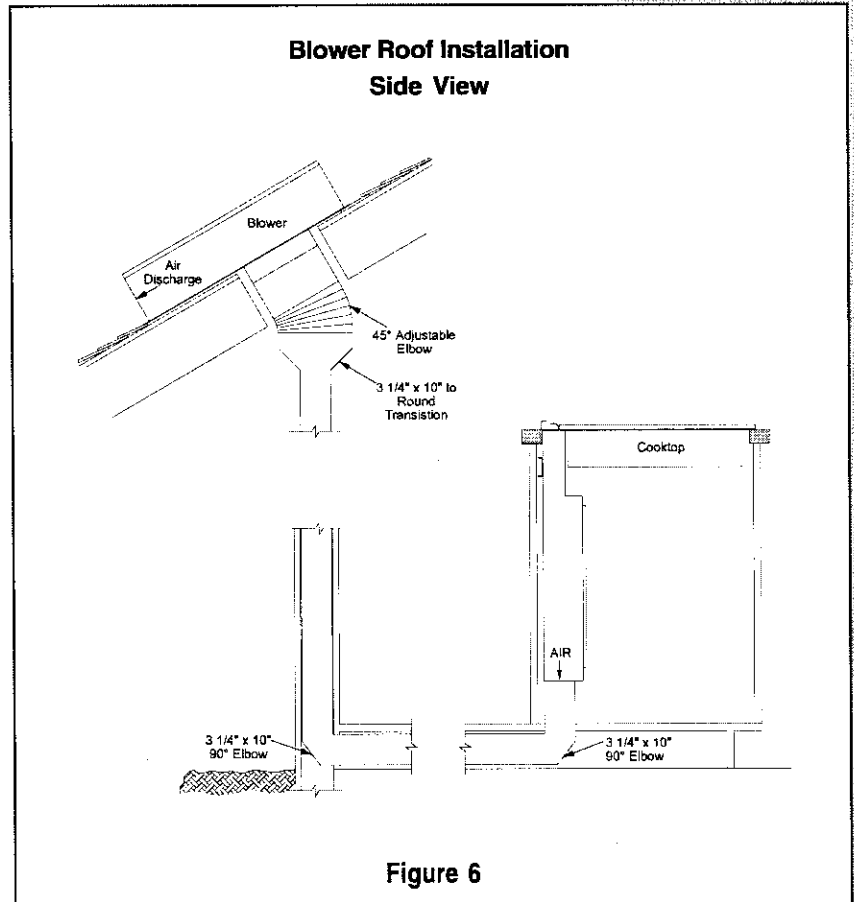 Blower Roof Installation
Side View
Blower
Air
Discharge
45° Adjustable
Elbow
3 1/4" x 10" to
Round
Transistion
Cooktop
AIR
3 1/4" x 10"
90° Elbow
3 1/4" x 10"
90° Elbow
Figure 6